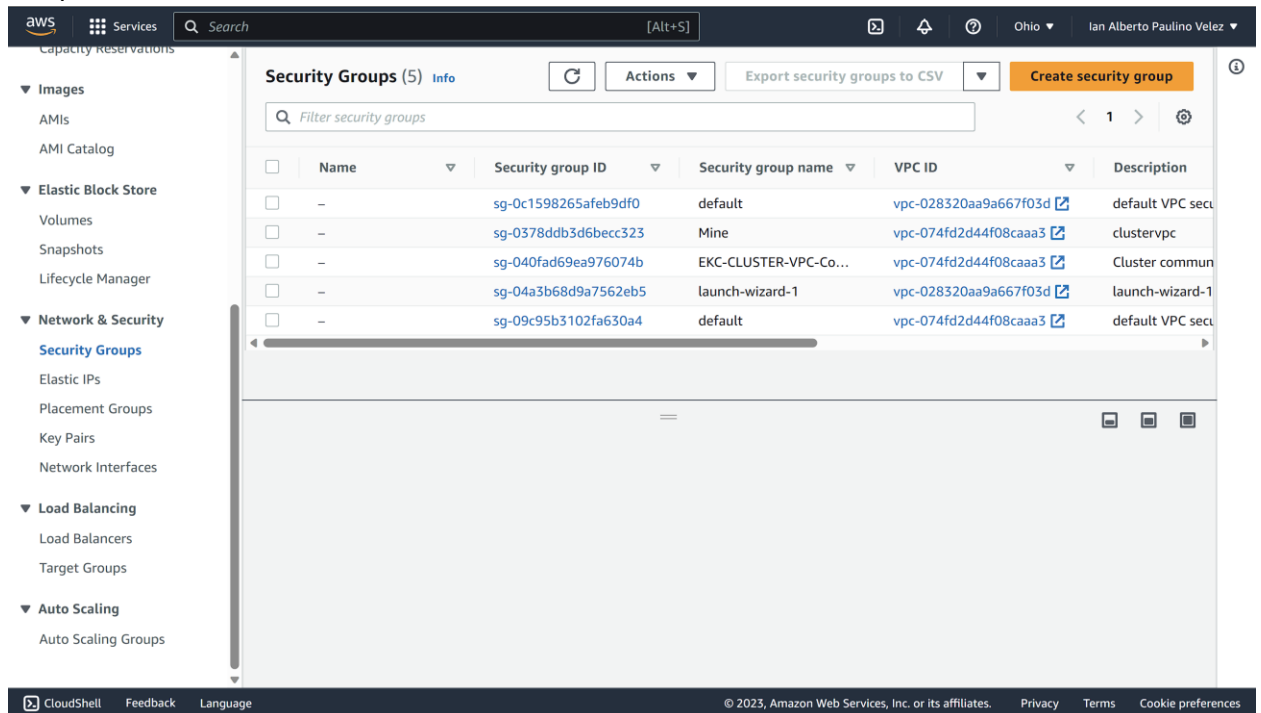 aws Services Search [Alt+S] Ohio Ian Alberto Paulino Velez
Capacity Reservations
Images
AMIs
AMI Catalog
Elastic Block Store
Volumes
Snapshots
Lifecycle Manager
Network & Security
Security Groups
Elastic IPs
Placement Groups
Key Pairs
Network Interfaces
Load Balancing
Load Balancers
Target Groups
Auto Scaling
Auto Scaling Groups
Security Groups (5) Info Actions Export security groups to CSV Create security group
Filter security groups 1
Name Security group ID Security group name VPC ID Description
– sg-0c1598265afeb9df0 default vpc-028320aa9a667f03d default VPC secu
– sg-0378ddb3d6becc323 Mine vpc-074fd2d44f08caaa3 clustervpc
– sg-040fad69ea976074b EKC-CLUSTER-VPC-Co... vpc-074fd2d44f08caaa3 Cluster commun
– sg-04a3b68d9a7562eb5 launch-wizard-1 vpc-028320aa9a667f03d launch-wizard-1
– sg-09c95b3102fa630a4 default vpc-074fd2d44f08caaa3 default VPC secu
CloudShell Feedback Language © 2023, Amazon Web Services, Inc. or its affiliates. Privacy Terms Cookie preferences